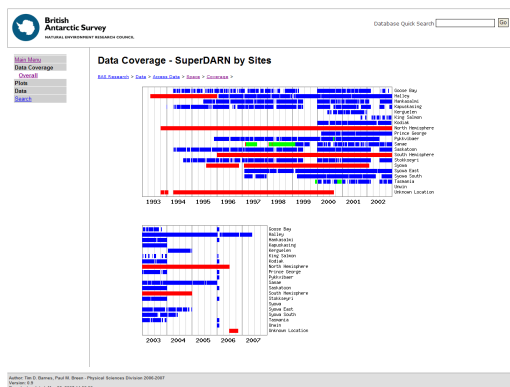 British
Antarctic Survey
NATURAL ENVIRONMENT RESEARCH COUNCIL
Database Quick Search
Go
Main Menu
Data Coverage
Overall
Plots
Data
Search
Data Coverage - SuperDARN by Sites
BAS Research > Data > Access Data > Scope > Coverage >
Goose Bay
Halley
Hankasalmi
Kapuskasing
Kerguelen
King Salmon
Kodiak
North Hemisphere
Prince George
Pykkvibaer
Sanae
Saskatoon
South Hemisphere
Stokkseyri
Syowa
Syowa East
Syowa South
Tasmania
Unwin
Unknown Location
1993 1994 1995 1996 1997 1998 1999 2000 2001 2002
Goose Bay
Halley
Hankasalmi
Kapuskasing
Kerguelen
King Salmon
Kodiak
North Hemisphere
Prince George
Pykkvibaer
Sanae
Saskatoon
South Hemisphere
Stokkseyri
Syowa
Syowa East
Syowa South
Tasmania
Unwin
Unknown Location
2003 2004 2005 2006 2007
Author: Tim D. Barnes, Paul M. Breen : Physical Sciences Division 2006-2007
Version: 0.9